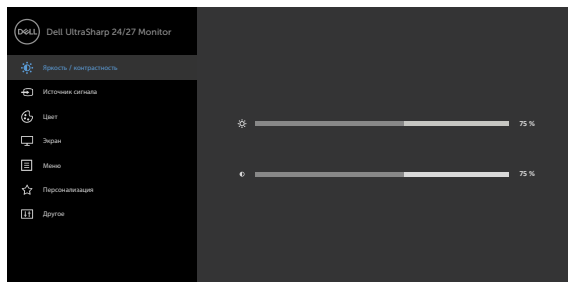 DELL
Dell UltraSharp 24/27 Monitor
Яркость / контрастность
Источник сигнала
Цвет
Экран
Меню
Персонализация
Другое
75 %
75 %